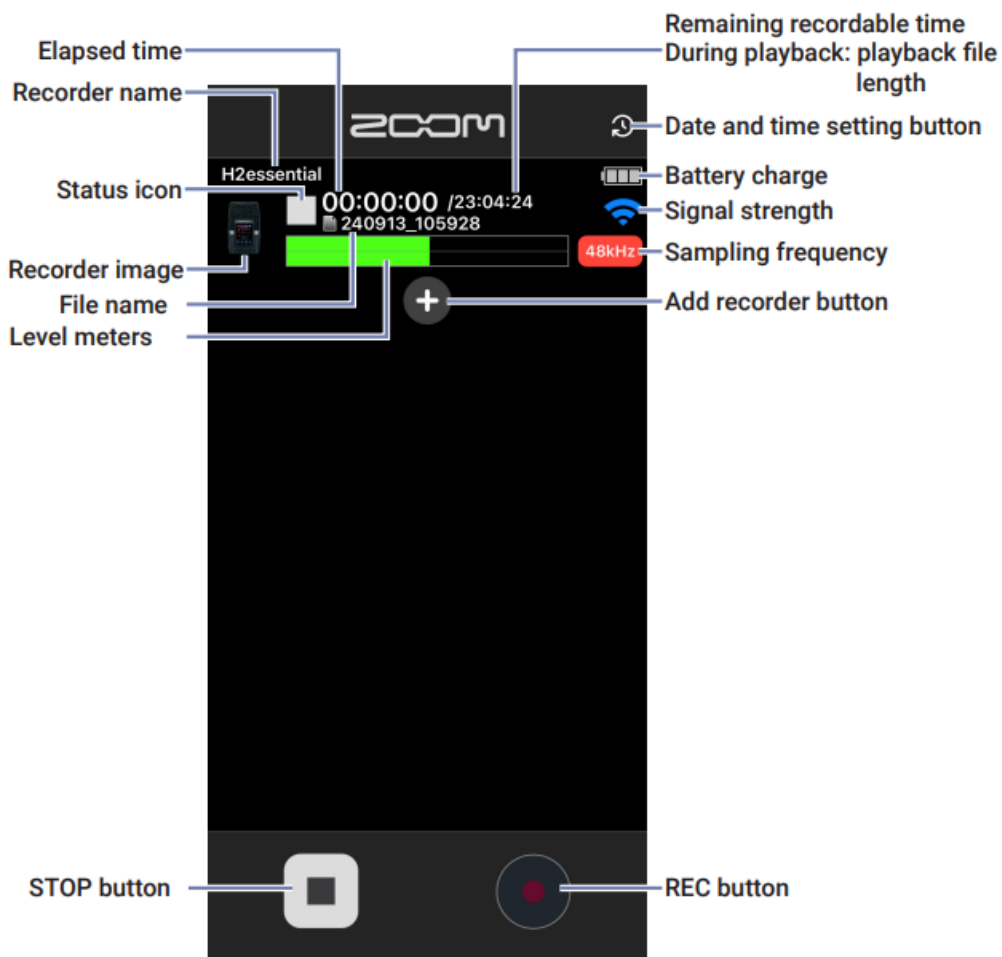 Remaining recordable time
Elapsed time
During playback: playback file
length
Recorder name
ZOOM
Date and time setting button
H2essential
Battery charge
Status icon
00:00:00 /23:04:24
Signal strength
240913_105928
48kHz
Sampling frequency
Recorder image
File name
Add recorder button
Level meters
STOP button
REC button